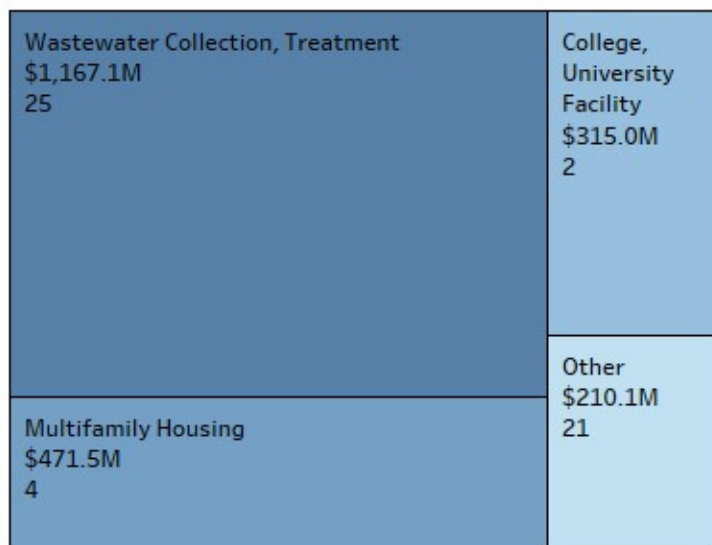 Wastewater Collection, Treatment
$1,167.1M
25
College,
University
Facility
$315.0M
2
Other
$210.1M
21
Multifamily Housing
$471.5M
4